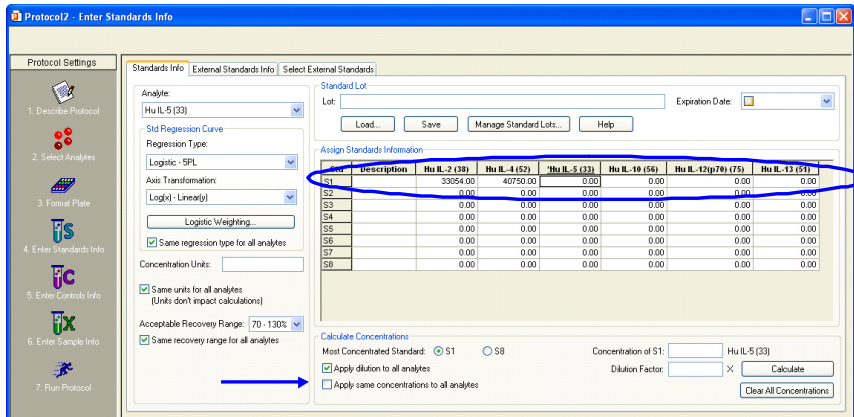 Protocol2 - Enter Standards Info
Protocol Settings
1. Describe Protocol
2. Select Analytes
3. Format Plate
4. Enter Standards Info
5. Enter Controls Info
6. Enter Sample Info
7. Run Protocol
Standards Info External Standards Info Select External Standards
Analyte:
Hu IL-5 (33)
Std Regression Curve
Regression Type:
Logistic - 5PL
Axis Transformation:
Log(x) - Linear(y)
Logistic Weighting...
Same regression type for all analytes
Concentration Units:
Same units for all analytes
(Units don't impact calculations)
Acceptable Recovery Range: 70 - 130%
Same recovery range for all analytes
Standard Lot
Lot: Expiration Date:
Load... Save Manage Standard Lots... Help
Assign Standards Information
Std Description Hu IL-2 (38) Hu IL-4 (52) *Hu IL-5 (33) Hu IL-10 (56) Hu IL-12(p70) (75) Hu IL-13 (51)
S1 33054.00 40750.00 0.00 0.00 0.00 0.00
S2 0.00 0.00 0.00 0.00 0.00 0.00
S3 0.00 0.00 0.00 0.00 0.00 0.00
S4 0.00 0.00 0.00 0.00 0.00 0.00
S5 0.00 0.00 0.00 0.00 0.00 0.00
S6 0.00 0.00 0.00 0.00 0.00 0.00
S7 0.00 0.00 0.00 0.00 0.00 0.00
S8 0.00 0.00 0.00 0.00 0.00 0.00
Calculate Concentrations
Most Concentrated Standard: S1 S8 Concentration of S1: Hu IL-5 (33)
Apply dilution to all analytes Dilution Factor: X Calculate
Apply same concentrations to all analytes
Clear All Concentrations